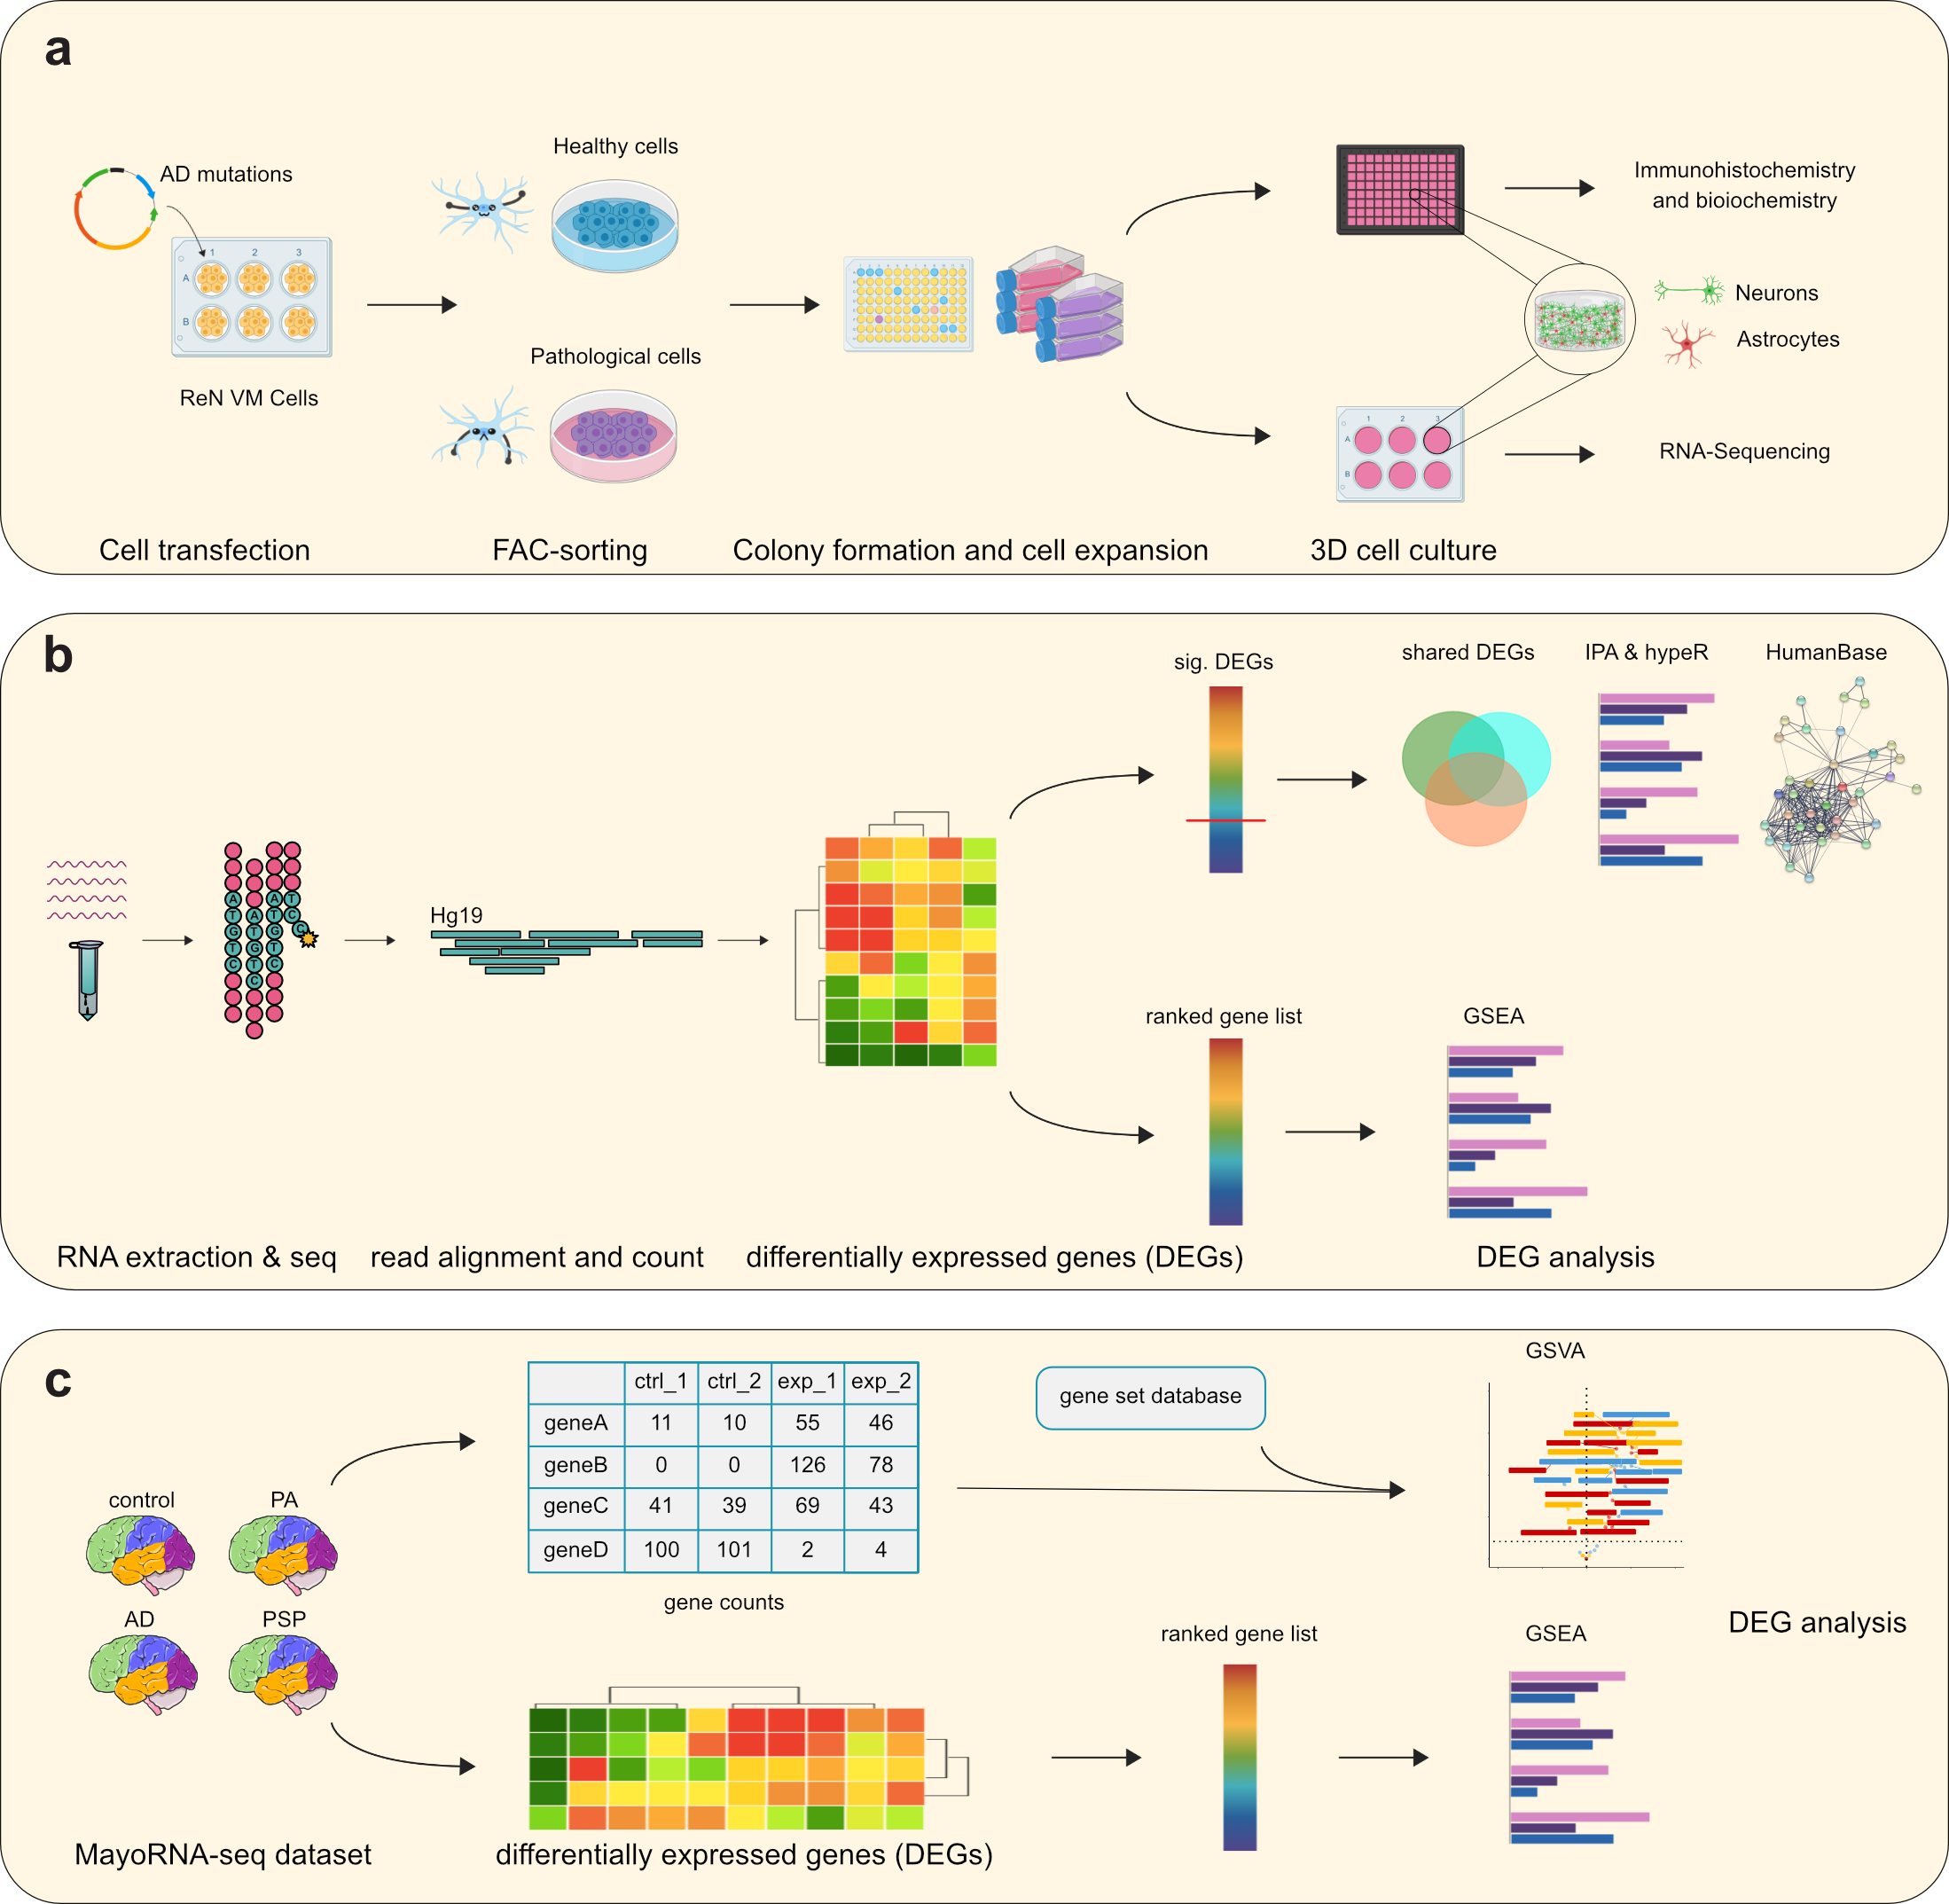 a
AD mutations
1 2 3
A
B
ReN VM Cells
Healthy cells
Pathological cells
Immunohistochemistry
and bioiochemistry
Neurons
Astrocytes
1 2 3
A
B
RNA-Sequencing
Cell transfection
FAC-sorting
Colony formation and cell expansion
3D cell culture
b
sig. DEGs
shared DEGs
IPA & hypeR
HumanBase
A T G T C
A T G T C
A T G T C
T C C
Hg19
ranked gene list
GSEA
RNA extraction & seq
read alignment and count
differentially expressed genes (DEGs)
DEG analysis
c
control
PA
AD
PSP
ctrl_1 ctrl_2 exp_1 exp_2
geneA 11 10 55 46
geneB 0 0 126 78
geneC 41 39 69 43
geneD 100 101 2 4
gene counts
gene set database
GSVA
ranked gene list
GSEA
DEG analysis
MayoRNA-seq dataset
differentially expressed genes (DEGs)